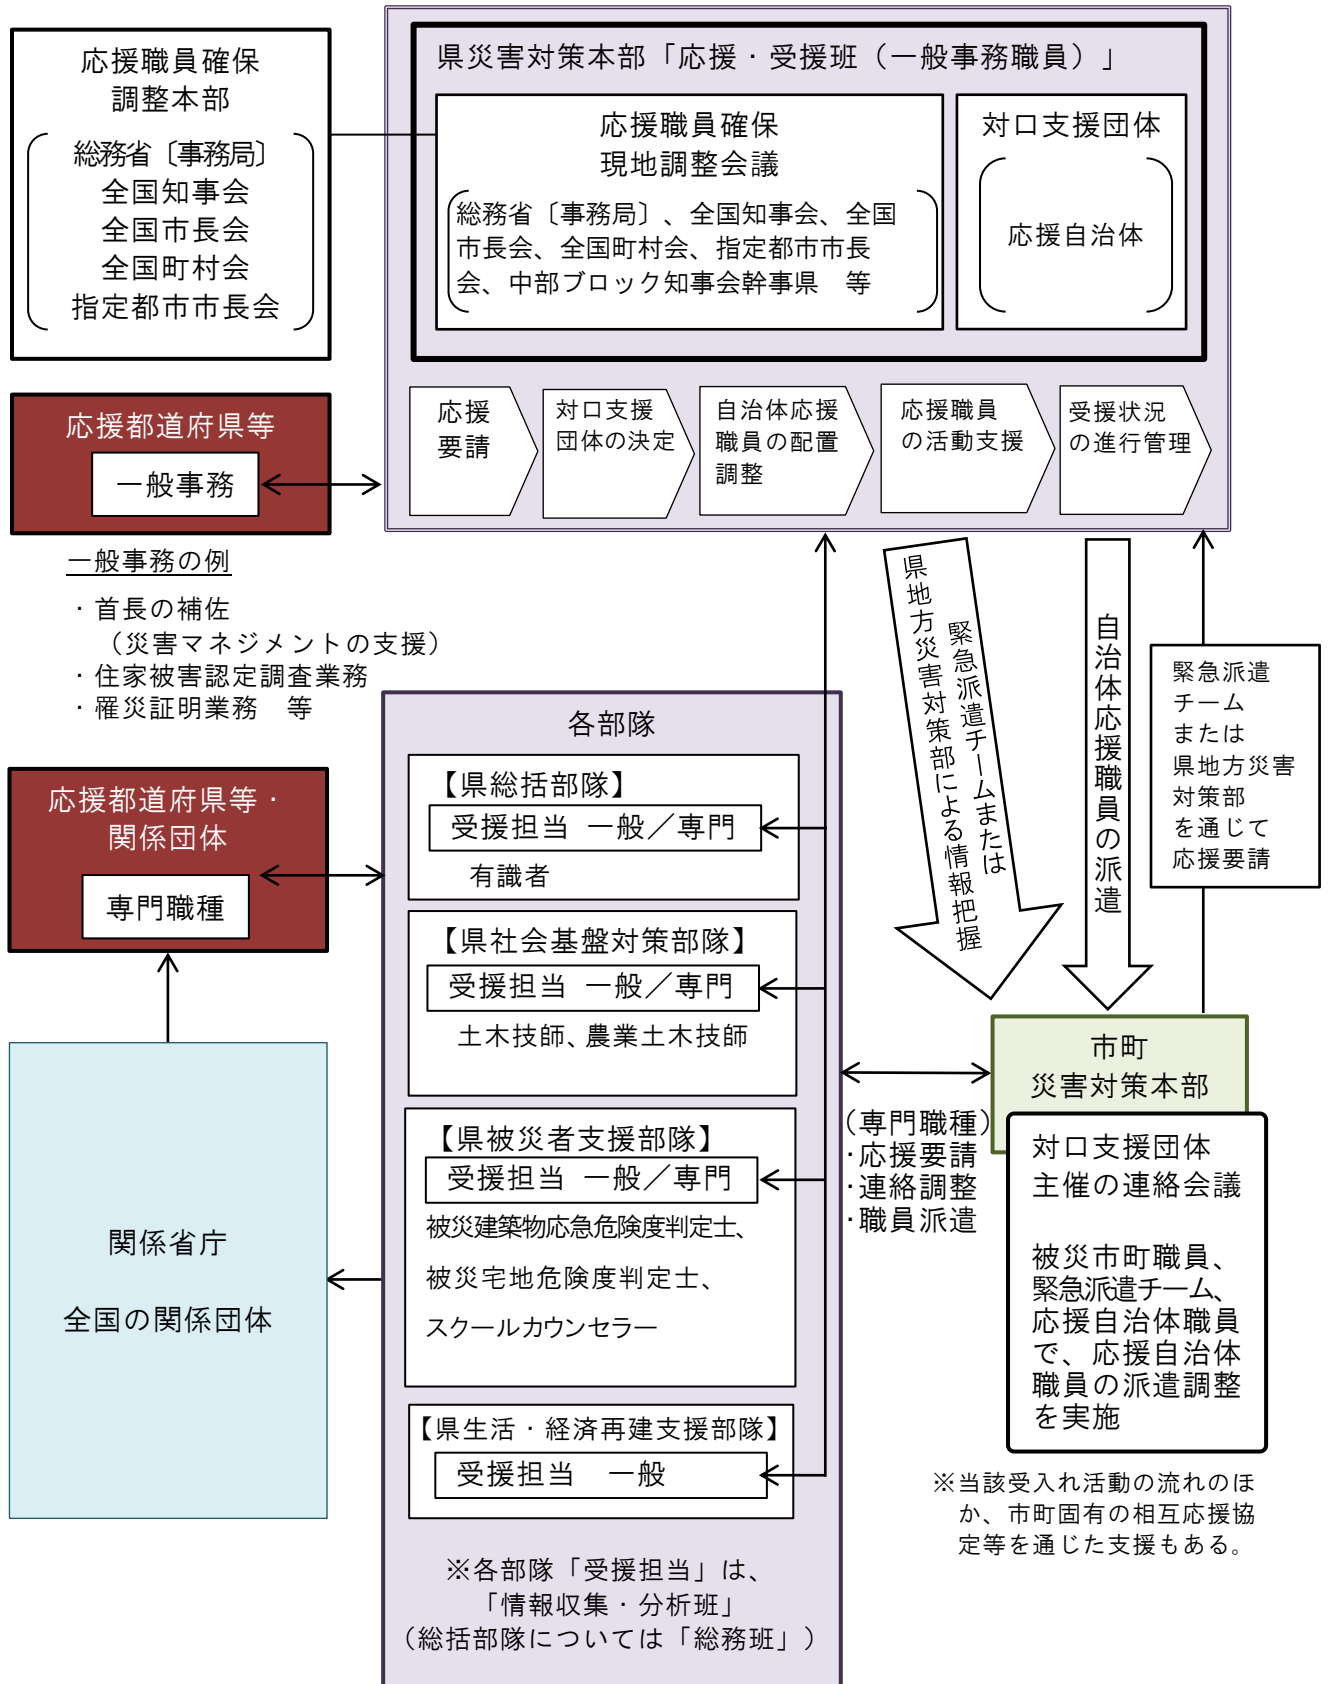 応援職員確保
調整本部
総務省〔事務局〕
全国知事会
全国市長会
全国町村会
指定都市市長会
県災害対策本部「応援・受援班（一般事務職員）」
応援職員確保
現地調整会議
総務省〔事務局〕、全国知事会、全国
市長会、全国町村会、指定都市市長
会、中部ブロック知事会幹事県　等
対口支援団体
応援自治体
応援
要請
対口支援
団体の決定
自治体応援
職員の配置
調整
応援職員
の活動支援
受援状況
の進行管理
応援都道府県等
一般事務
一般事務の例
・首長の補佐
（災害マネジメントの支援）
・住家被害認定調査業務
・罹災証明業務　等
緊急派遣チームまたは
県地方災害対策部による情報把握
自治体応援職員の派遣
緊急派遣
チーム
または
県地方災害
対策部
を通じて
応援要請
各部隊
【県総括部隊】
受援担当 一般／専門
有識者
【県社会基盤対策部隊】
受援担当 一般／専門
土木技師、農業土木技師
【県被災者支援部隊】
受援担当 一般／専門
被災建築物応急危険度判定士、
被災宅地危険度判定士、
スクールカウンセラー
【県生活・経済再建支援部隊】
受援担当　一般
※各部隊「受援担当」は、
「情報収集・分析班」
（総括部隊については「総務班」）
応援都道府県等・
関係団体
専門職種
関係省庁
全国の関係団体
（専門職種）
・応援要請
・連絡調整
・職員派遣
市町
災害対策本部
対口支援団体
主催の連絡会議
被災市町職員、
緊急派遣チーム、
応援自治体職員
で、応援自治体
職員の派遣調整
を実施
※当該受入れ活動の流れのほ
か、市町固有の相互応援協
定等を通じた支援もある。